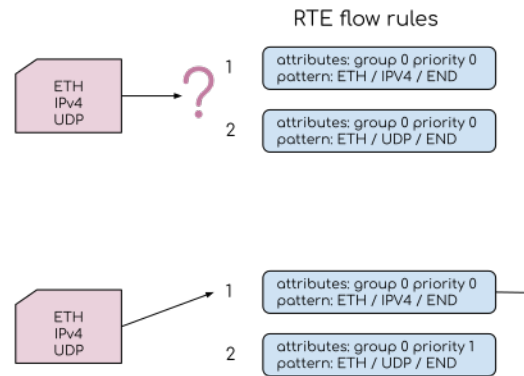 RTE flow rules
ETH
IPv4
UDP
?
1
attributes: group 0 priority 0
pattern: ETH / IPV4 / END
2
attributes: group 0 priority 0
pattern: ETH / UDP / END
ETH
IPv4
UDP
1
attributes: group 0 priority 0
pattern: ETH / IPV4 / END
2
attributes: group 0 priority 1
pattern: ETH / UDP / END